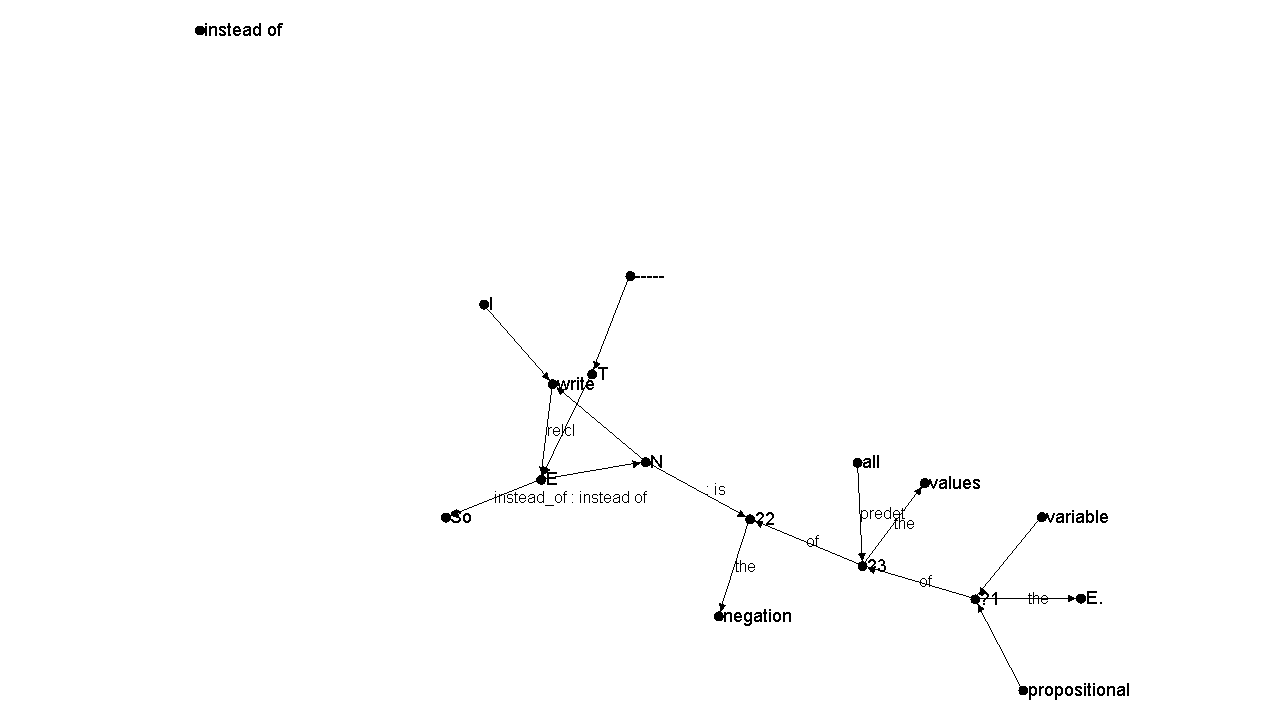 instead of
-----
I
T
write
relcl
N
all
E
values
: is
instead_of : instead of
predet
the
So
?2
variable
of
the
?3
of
?1
the
E.
negation
propositional